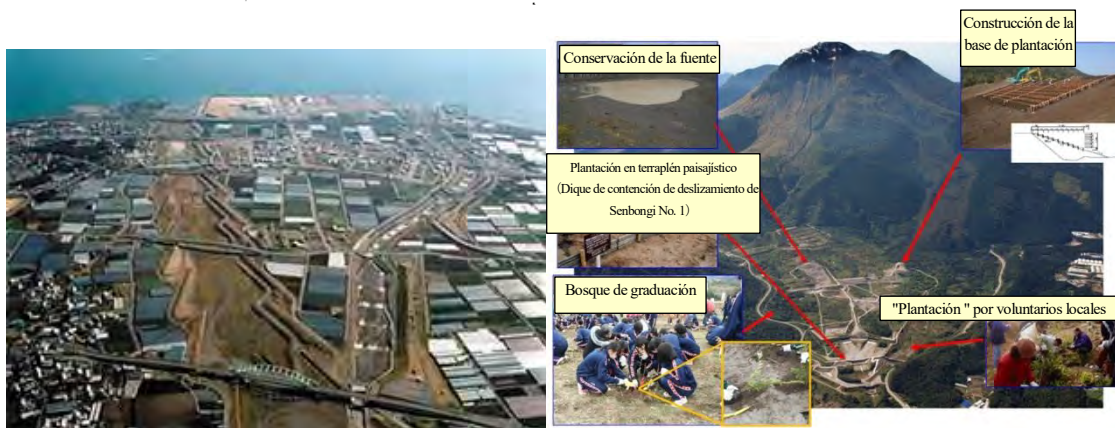 Conservación de la fuente
Construcción de la
base de plantación
Plantación en terraplén paisajístico
(Dique de contención de deslizamiento de
Senbongi No. 1)
Bosque de graduación
"Plantación " por voluntarios locales